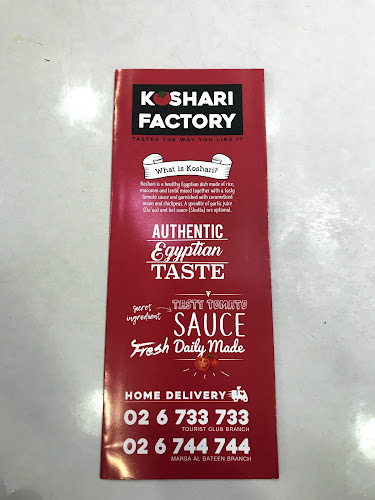 KOSHARI
FACTORY
TASTES THE WAY YOU LIKE IT
What is Koshari?
Koshari is a healthy Egyptian dish made of rice,
macaroni and lentil mixed together with a tasty
tomato sauce and garnished with caramelised
onion and chickpeas. A sprinkle of garlic juice
(Da'aa) and hot sauce (Shatta) are optional.
AUTHENTIC
Egyptian
TASTE
secret
ingredient
TASTY TOMATO
SAUCE
Fresh Daily Made
HOME DELIVERY
02 6 733 733
TOURIST CLUB BRANCH
02 6 744 744
MARSA AL BATEEN BRANCH